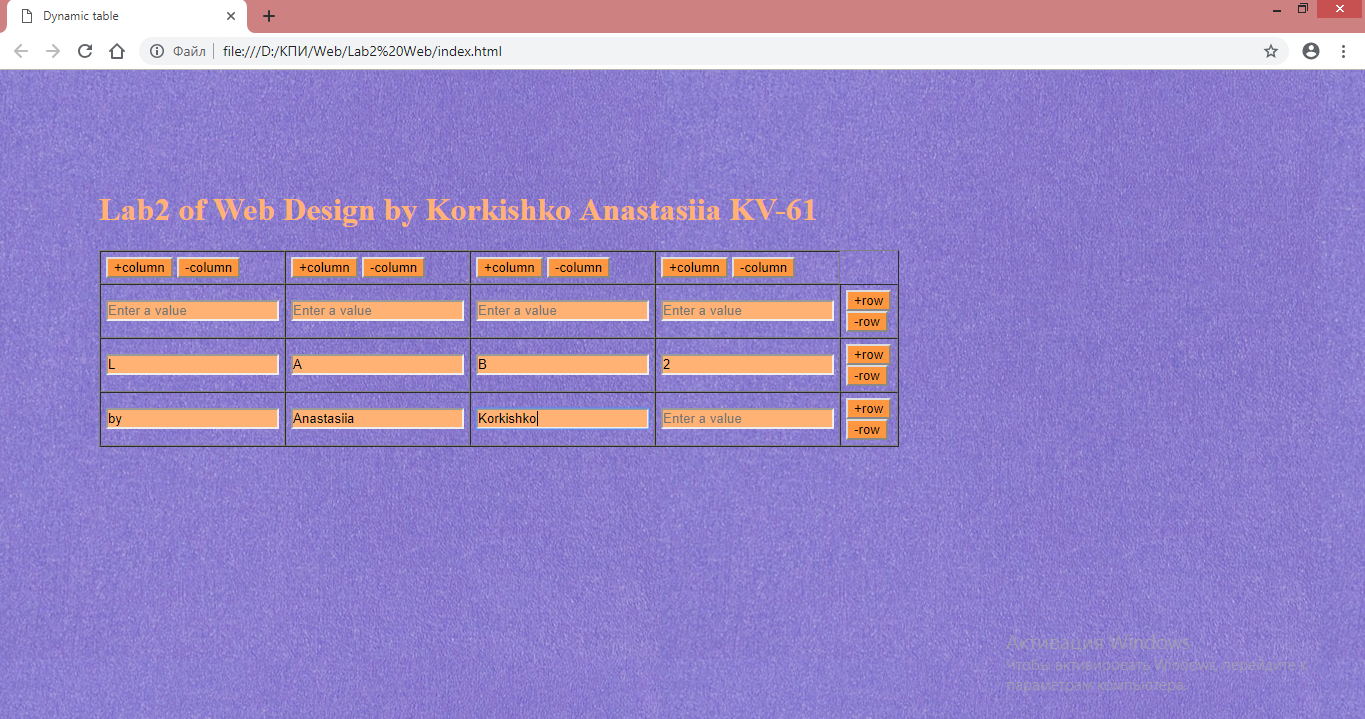 Dynamic table
Файл file:///D:/КПИ/Web/Lab2%20Web/index.html
Lab2 of Web Design by Korkishko Anastasiia KV-61
+column -column +column -column +column -column +column -column
Enter a value Enter a value Enter a value Enter a value +row
-row
L A B 2 +row
-row
by Anastasiia Korkishko Enter a value +row
-row
Активация Windows
Чтобы активировать Windows, перейдите к
параметрам компьютера.